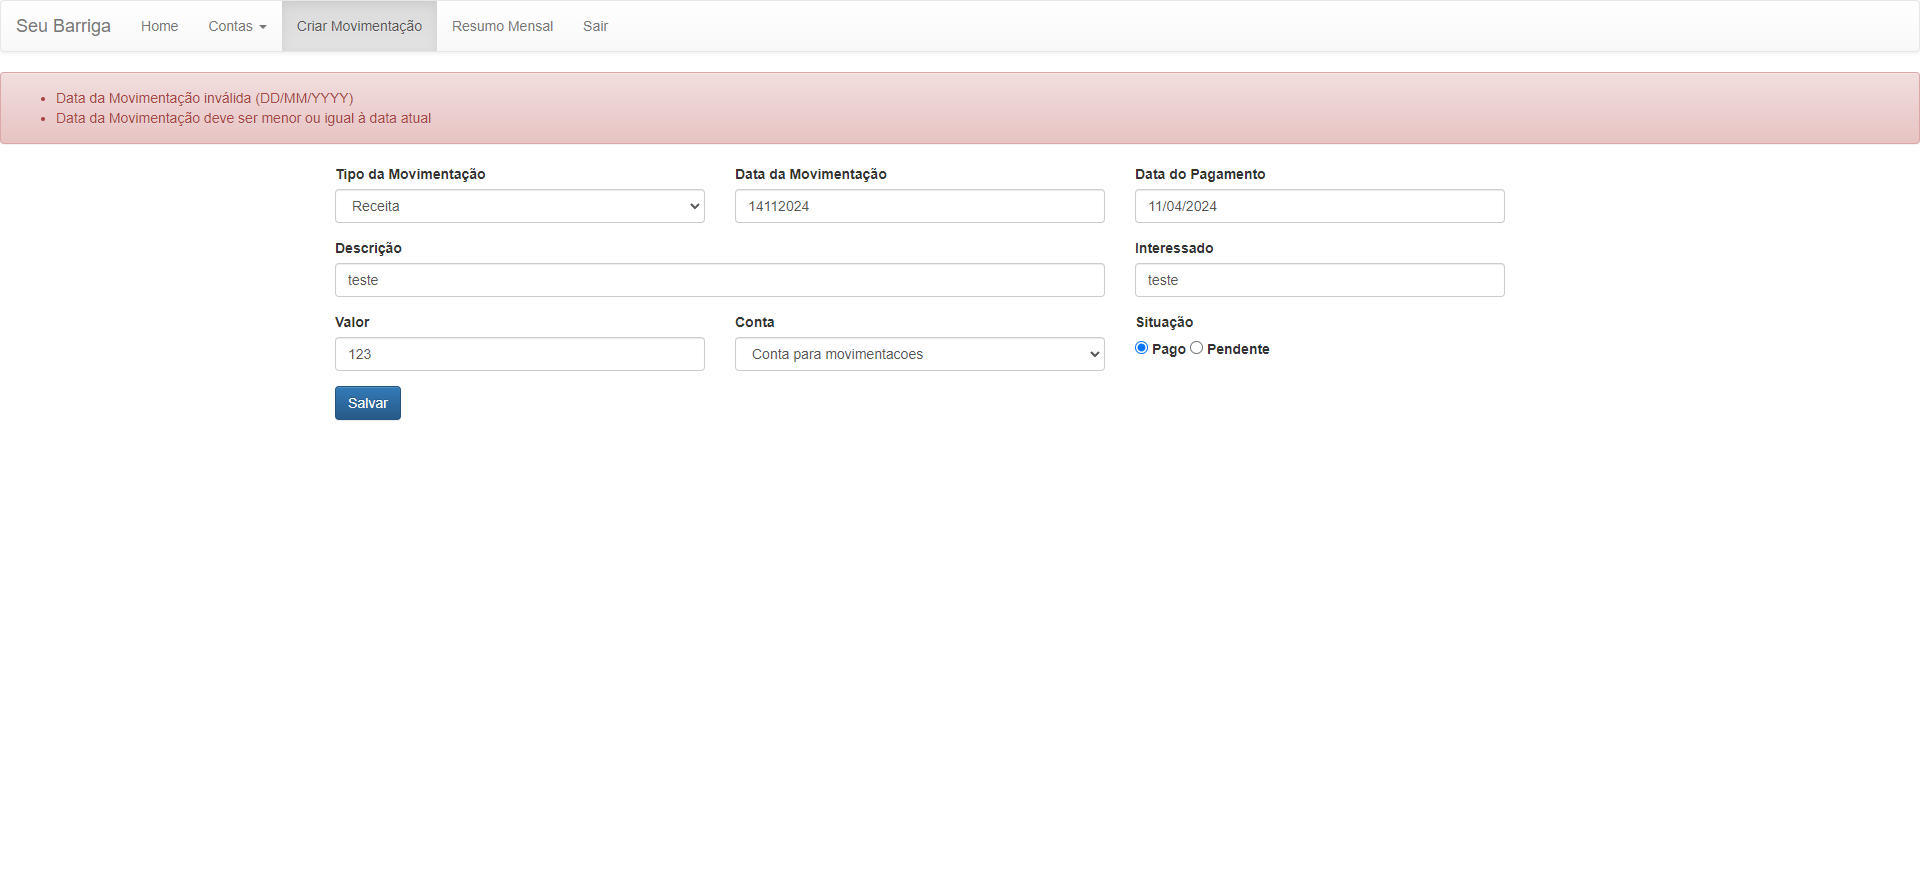 Seu Barriga Home Contas Criar Movimentação Resumo Mensal Sair
Data da Movimentação inválida (DD/MM/YYYY)
Data da Movimentação deve ser menor ou igual à data atual
Tipo da Movimentação Data da Movimentação Data do Pagamento
Receita 14112024 11/04/2024
Descrição Interessado
teste teste
Valor Conta Situação
123 Conta para movimentacoes Pago Pendente
Salvar